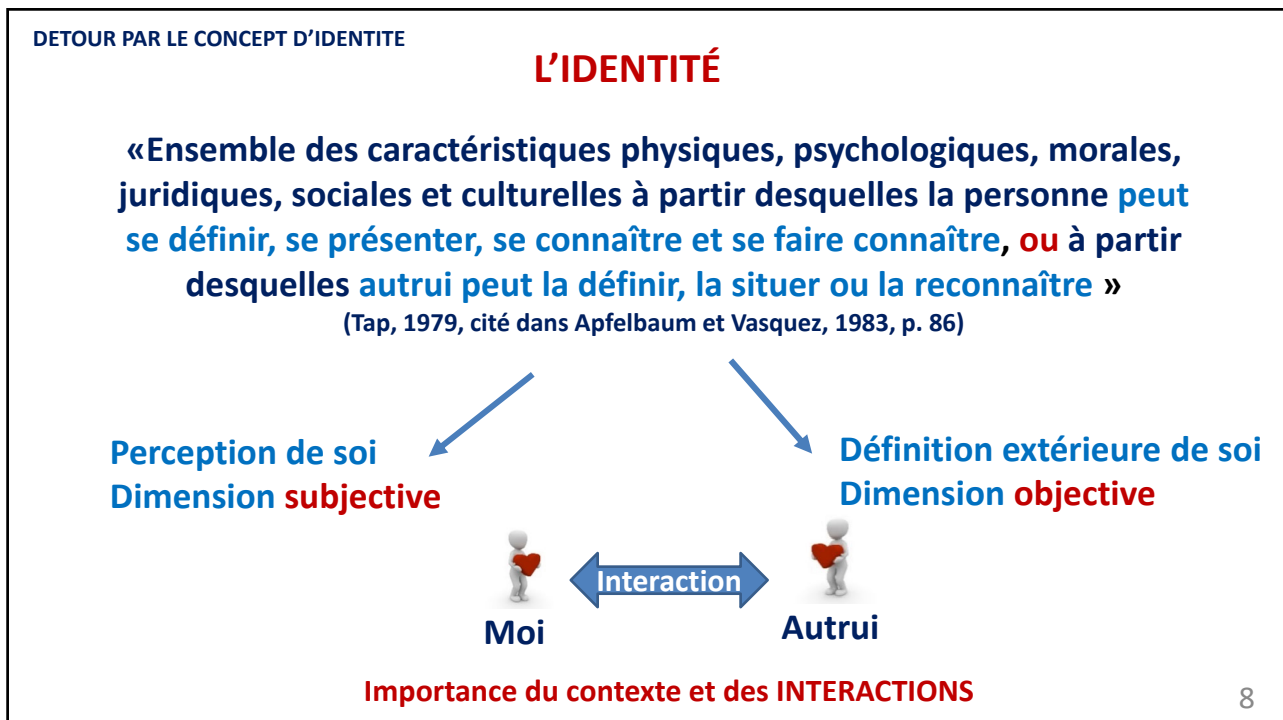 DETOUR PAR LE CONCEPT D’IDENTITE
L’IDENTITÉ
«Ensemble des caractéristiques physiques, psychologiques, morales,
juridiques, sociales et culturelles à partir desquelles la personne peut
se définir, se présenter, se connaître et se faire connaître, ou à partir
desquelles autrui peut la définir, la situer ou la reconnaître »
(Tap, 1979, cité dans Apfelbaum et Vasquez, 1983, p. 86)
Perception de soi
Dimension subjective
Définition extérieure de soi
Dimension objective
Interaction
Moi
Autrui
Importance du contexte et des INTERACTIONS
8